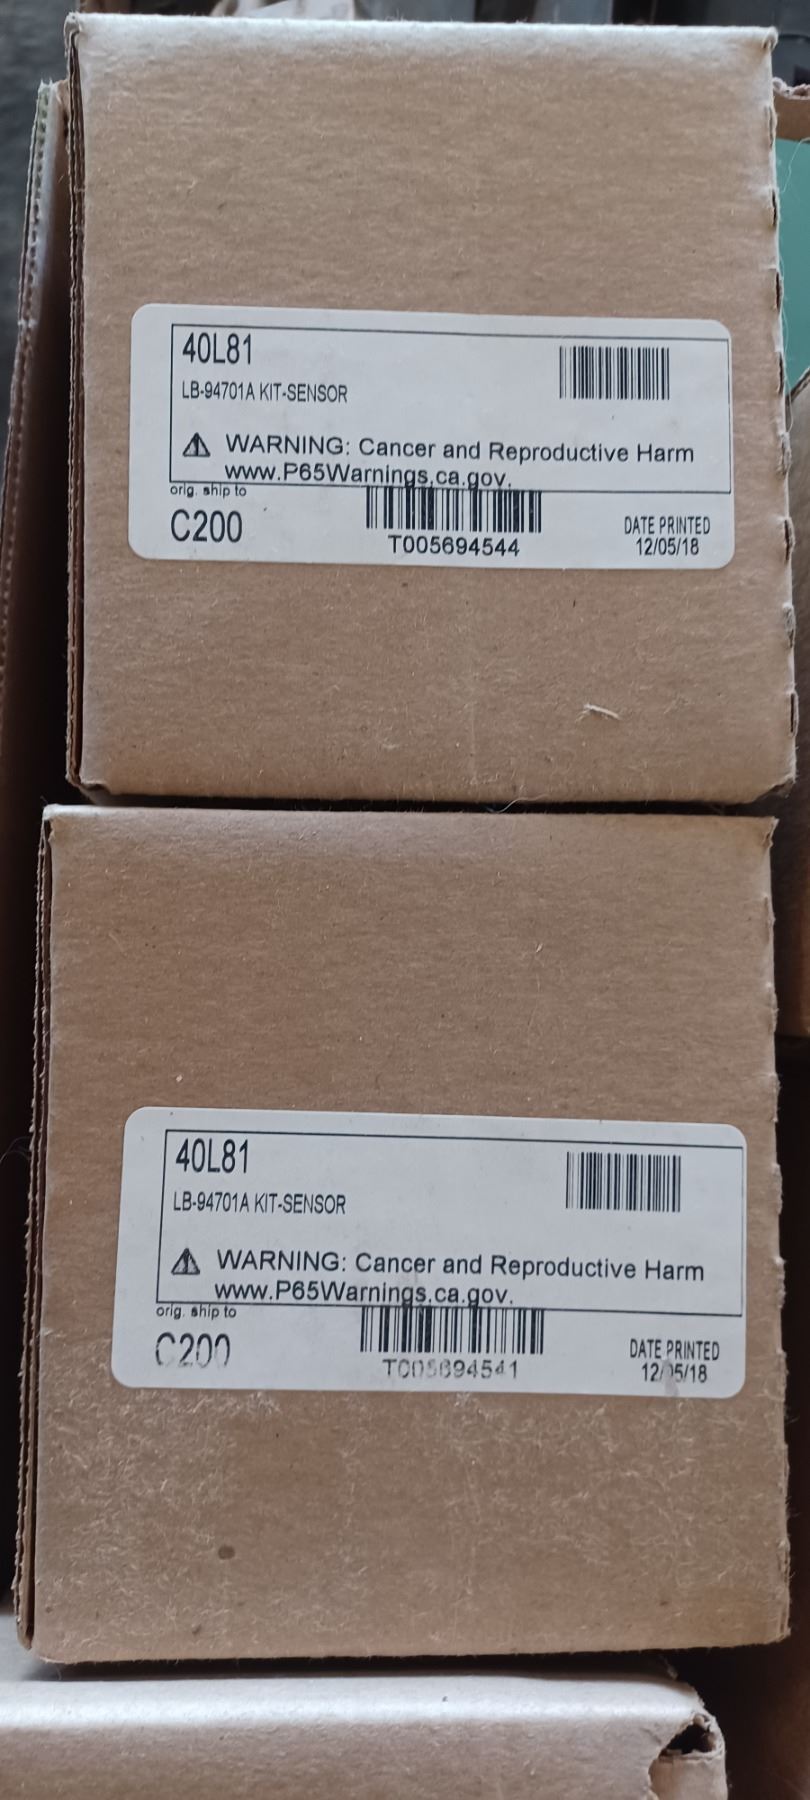 40L81
LB-94701A KIT-SENSOR
WARNING: Cancer and Reproductive Harm
www.P65Warnings.ca.gov.
orig. ship to
C200
T005694544
DATE PRINTED
12/05/18
40L81
LB-94701A KIT-SENSOR
WARNING: Cancer and Reproductive Harm
www.P65Warnings.ca.gov.
orig. ship to
C200
T005694541
DATE PRINTED
12/05/18